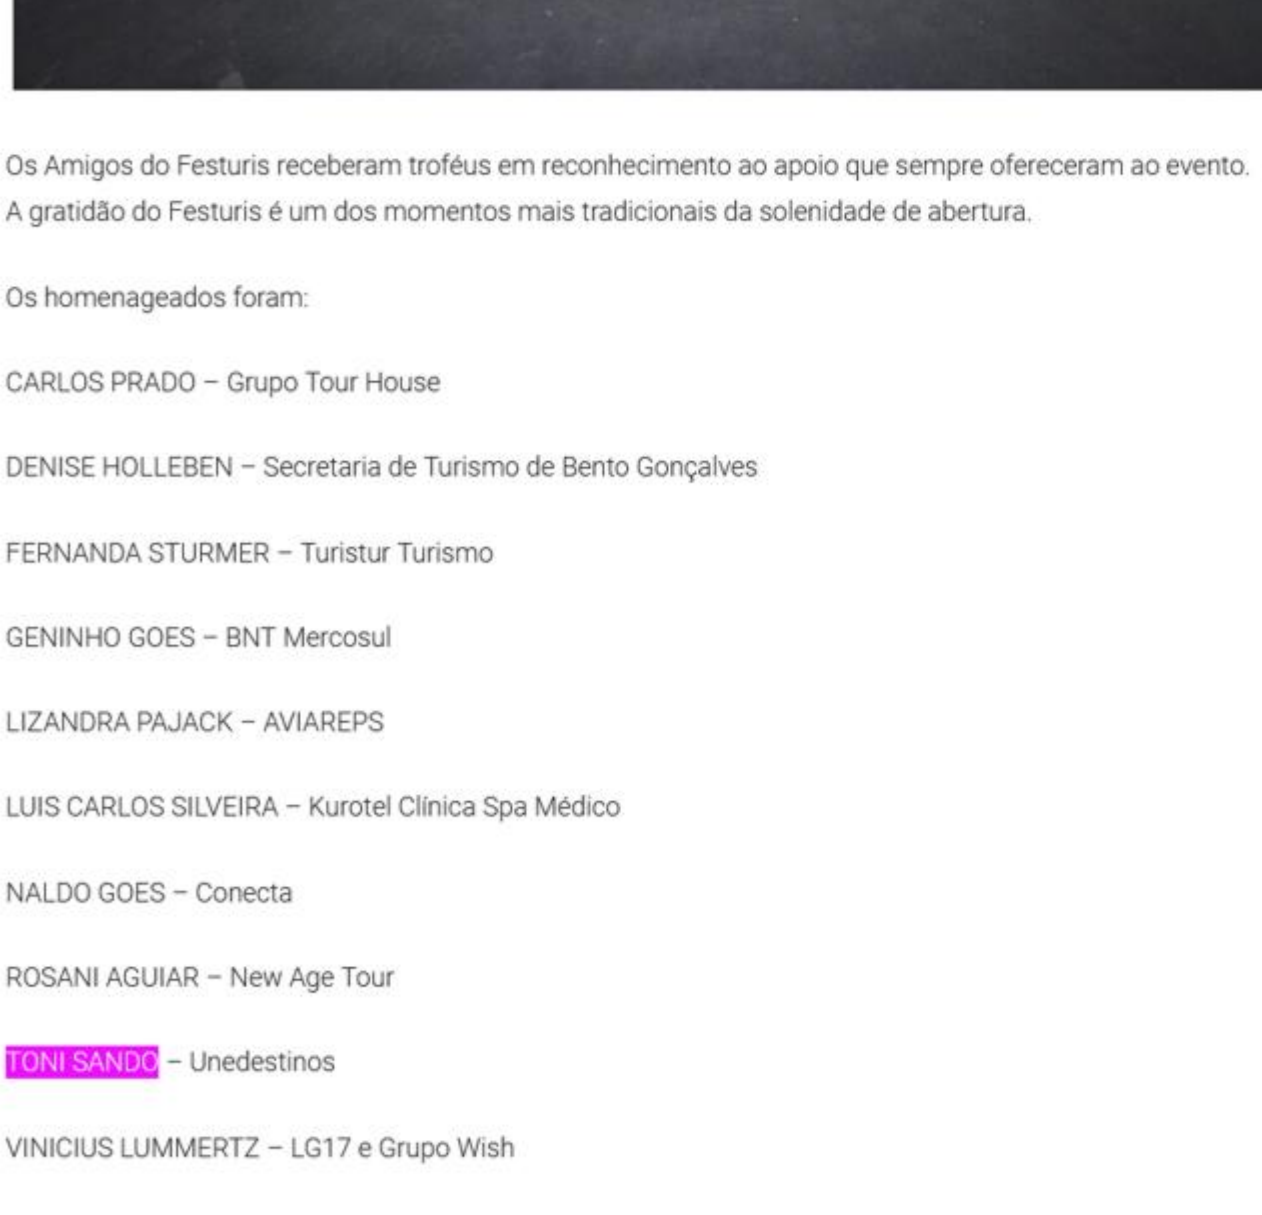 Os Amigos do Festuris receberam troféus em reconhecimento ao apoio que sempre ofereceram ao evento.
A gratidão do Festuris é um dos momentos mais tradicionais da solenidade de abertura.
Os homenageados foram:
CARLOS PRADO – Grupo Tour House
DENISE HOLLEBEN – Secretaria de Turismo de Bento Gonçalves
FERNANDA STURMER – Turistur Turismo
GENINHO GOES – BNT Mercosul
LIZANDRA PAJACK – AVIAREPS
LUIS CARLOS SILVEIRA – Kurotel Clínica Spa Médico
NALDO GOES – Conecta
ROSANI AGUIAR – New Age Tour
TONI SANDO – Unedestinos
VINICIUS LUMMERTZ – LG17 e Grupo Wish